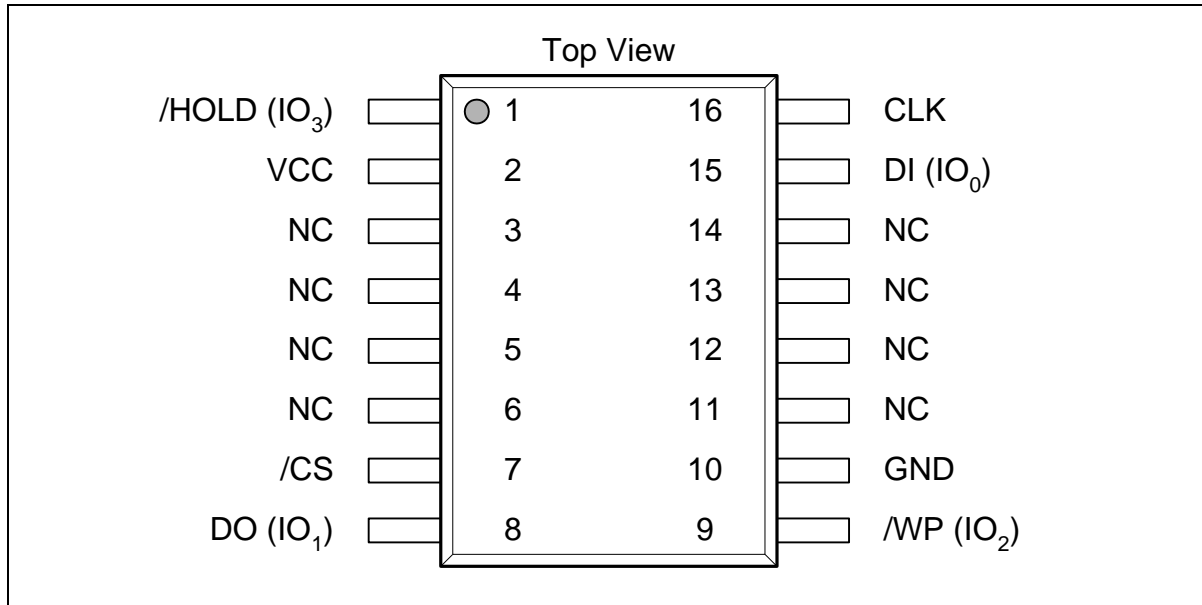 Top View
/HOLD (IO₃) 1 16 CLK
VCC 2 15 DI (IO₀)
NC 3 14 NC
NC 4 13 NC
NC 5 12 NC
NC 6 11 NC
/CS 7 10 GND
DO (IO₁) 8 9 /WP (IO₂)